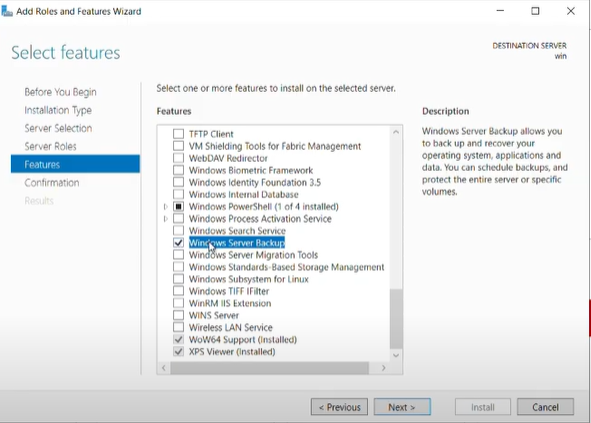 Add Roles and Features Wizard
Select features
DESTINATION SERVER
win
Before You Begin
Installation Type
Server Selection
Server Roles
Features
Confirmation
Results
Select one or more features to install on the selected server.
Features
TFTP Client
VM Shielding Tools for Fabric Management
WebDAV Redirector
Windows Biometric Framework
Windows Identity Foundation 3.5
Windows Internal Database
Windows PowerShell (1 of 4 installed)
Windows Process Activation Service
Windows Search Service
Windows Server Backup
Windows Server Migration Tools
Windows Standards-Based Storage Management
Windows Subsystem for Linux
Windows TIFF IFilter
WinRM IIS Extension
WINS Server
Wireless LAN Service
WoW64 Support (Installed)
XPS Viewer (Installed)
Description
Windows Server Backup allows you
to back up and recover your
operating system, applications and
data. You can schedule backups, and
protect the entire server or specific
volumes.
< Previous
Next >
Install
Cancel